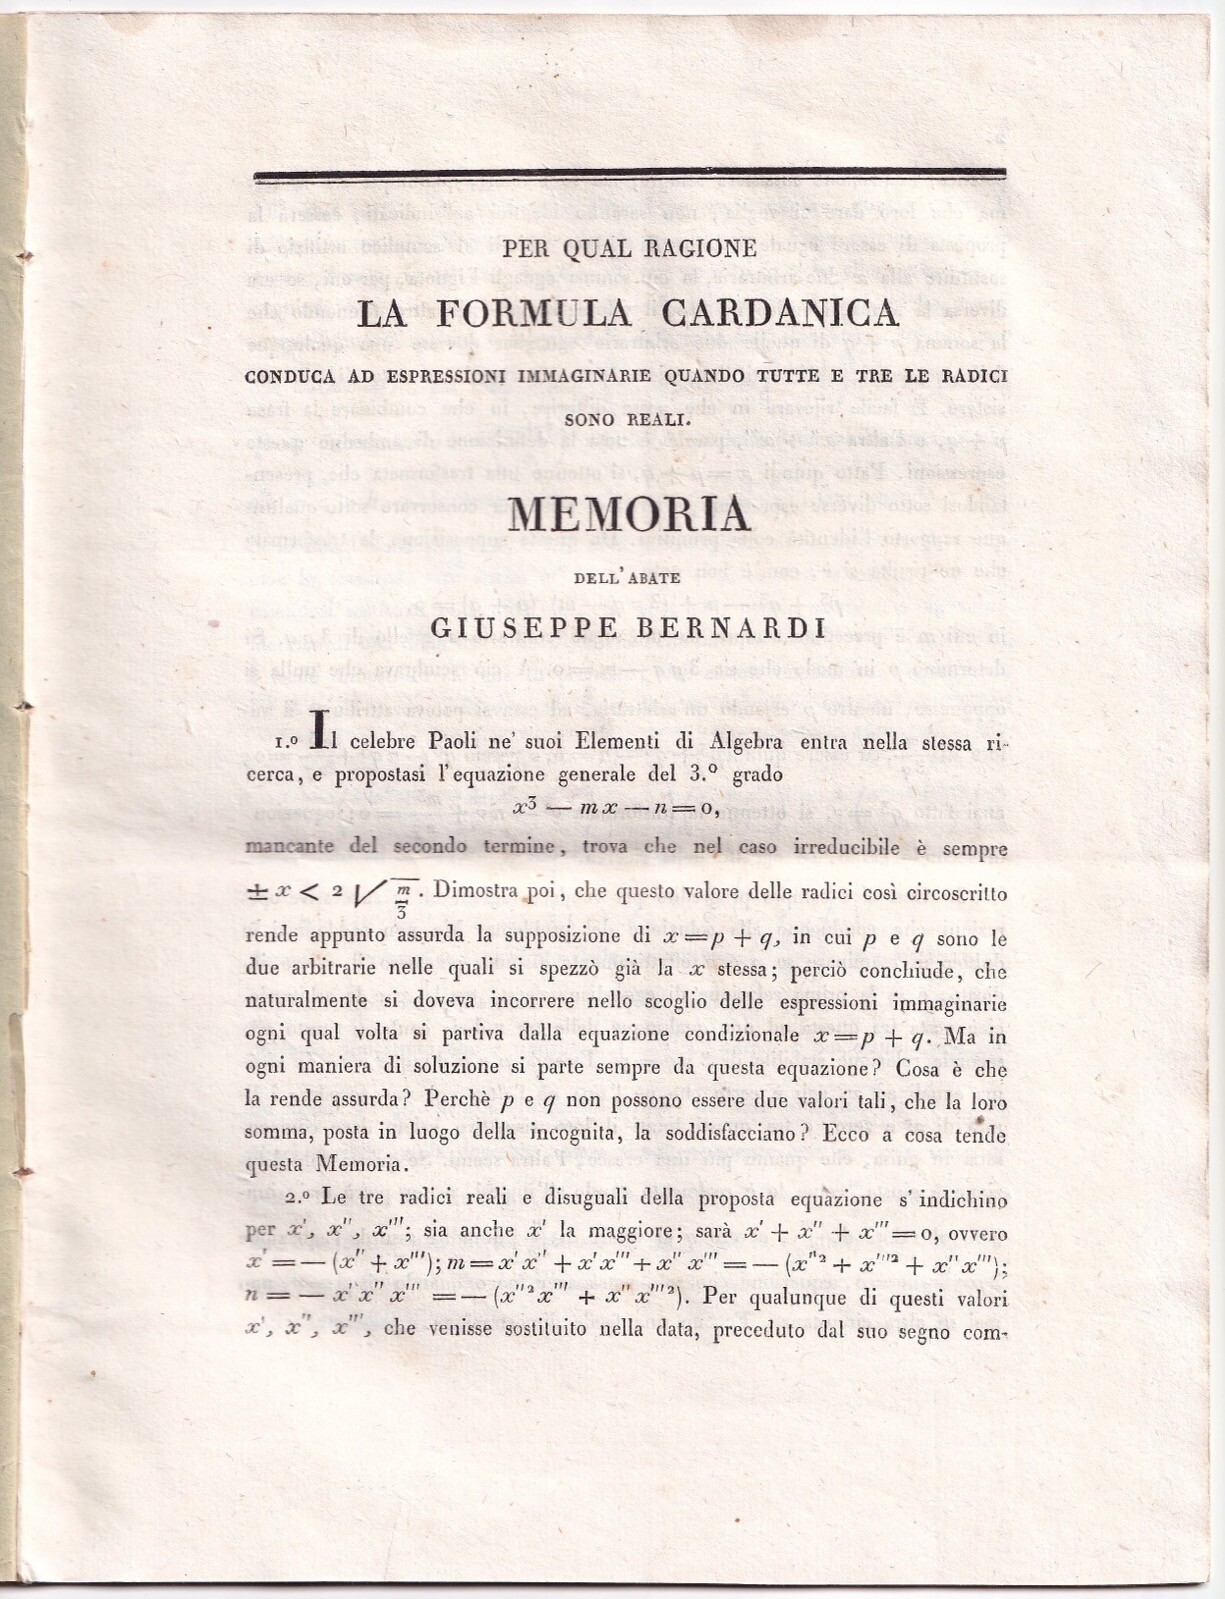 PER QUAL RAGIONE
LA FORMULA CARDANICA
CONDUCA AD ESPRESSIONI IMMAGINARIE QUANDO TUTTE E TRE LE RADICI
SONO REALI.
MEMORIA
DELL'ABATE
GIUSEPPE BERNARDI
1.º Il celebre Paoli ne' suoi Elementi di Algebra entra nella stessa ri-
cerca, e propostasi l'equazione generale del 3.º grado
x³ — mx — n = 0,
mancante del secondo termine, trova che nel caso irreducibile è sempre
± x < 2 √(m/3). Dimostra poi, che questo valore delle radici così circoscritto
rende appunto assurda la supposizione di x = p + q, in cui p e q sono le
due arbitrarie nelle quali si spezzò già la x stessa; perciò conchiude, che
naturalmente si doveva incorrere nello scoglio delle espressioni immaginarie
ogni qual volta si partiva dalla equazione condizionale x = p + q. Ma in
ogni maniera di soluzione si parte sempre da questa equazione? Cosa è che
la rende assurda? Perchè p e q non possono essere due valori tali, che la loro
somma, posta in luogo della incognita, la soddisfacciano? Ecco a cosa tende
questa Memoria.
2.º Le tre radici reali e disuguali della proposta equazione s' indichino
per x', x'', x'''; sia anche x' la maggiore; sarà x' + x'' + x''' = 0, ovvero
x' = — (x'' + x'''); m = x' x'' + x' x''' + x'' x''' = — (x''² + x'''² + x'' x''');
n = — x' x'' x''' = — (x''² x''' + x'' x'''²). Per qualunque di questi valori
x', x'', x''', che venisse sostituito nella data, preceduto dal suo segno com-